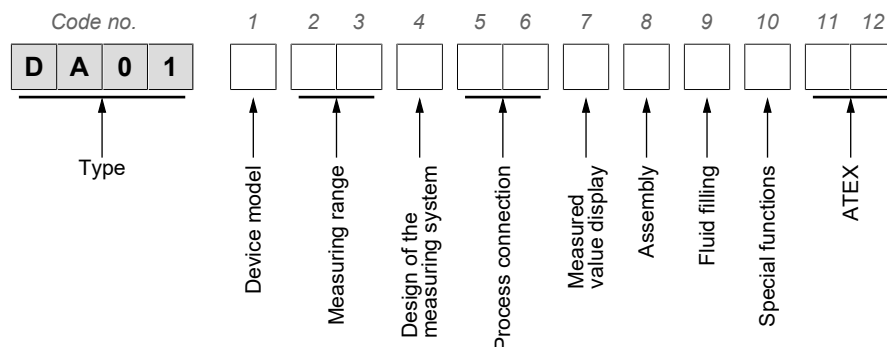 Code no. 1 2 3 4 5 6 7 8 9 10 11 12
D A 0 1
Type
Device model
Measuring range
Design of the
measuring system
Process connection
Measured
value display
Assembly
Fluid filling
Special functions
ATEX